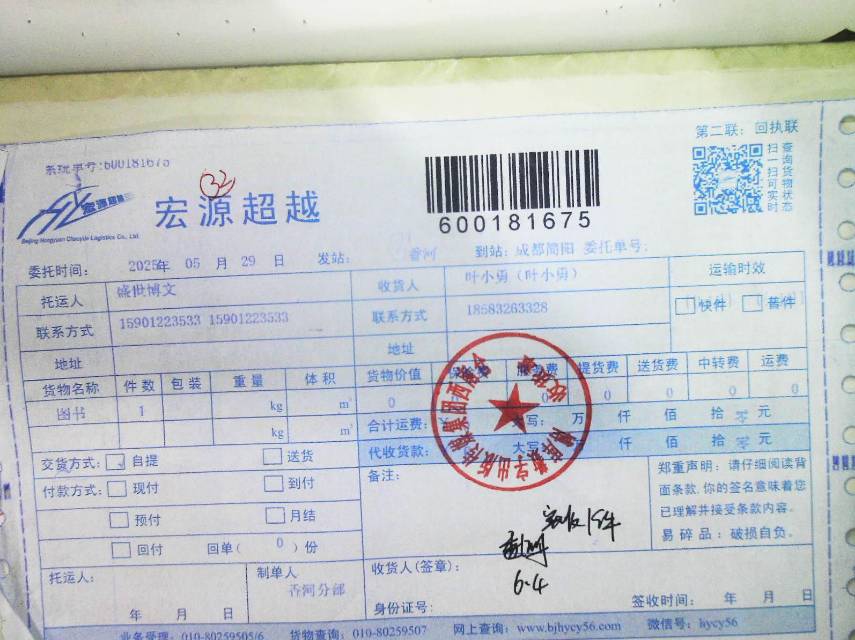 第二联：回执联
系统单号:600181675
32
宏源超越
宏源超越
Beijing Hongyuan Chaoyue Logistics Co., Ltd.
600181675
扫一扫可实时
查询货物状态
委托时间： 2025年 05 月 29 日 发站： 香河 到站：成都简阳 委托单号：
托运人 盛世博文 收货人 叶小勇（叶小勇） 运输时效
联系方式 15901223533 15901223533 联系方式 18583263328 快件 普件
地址 地址
货物名称 件数 包装 重量 体积 货物价值 提货费 送货费 中转费 运费
图书 1 kg m³ 0 0 0 0 0
kg m³ 合计运费： 大写： 万 仟 佰 拾 零 元
交货方式： 自提 送货 代收货款： 大写 仟 佰 拾 零 元
付款方式： 现付 到付 备注：
预付 月结
回付 回单（ 0 ）份
郑重声明：请仔细阅读背
面条款，你的签名意味着您
已理解并接受条款内容。
易碎品：破损自负。
实收1件
6.4
托运人： 制单人 香河分部 收货人(签章)：
年 月 日 身份证号： 签收时间： 年 月 日
业务受理：010-80259505/6 货物查询：010-80259507 网上查询：www.bjhycy56.com 微信号：hycy56